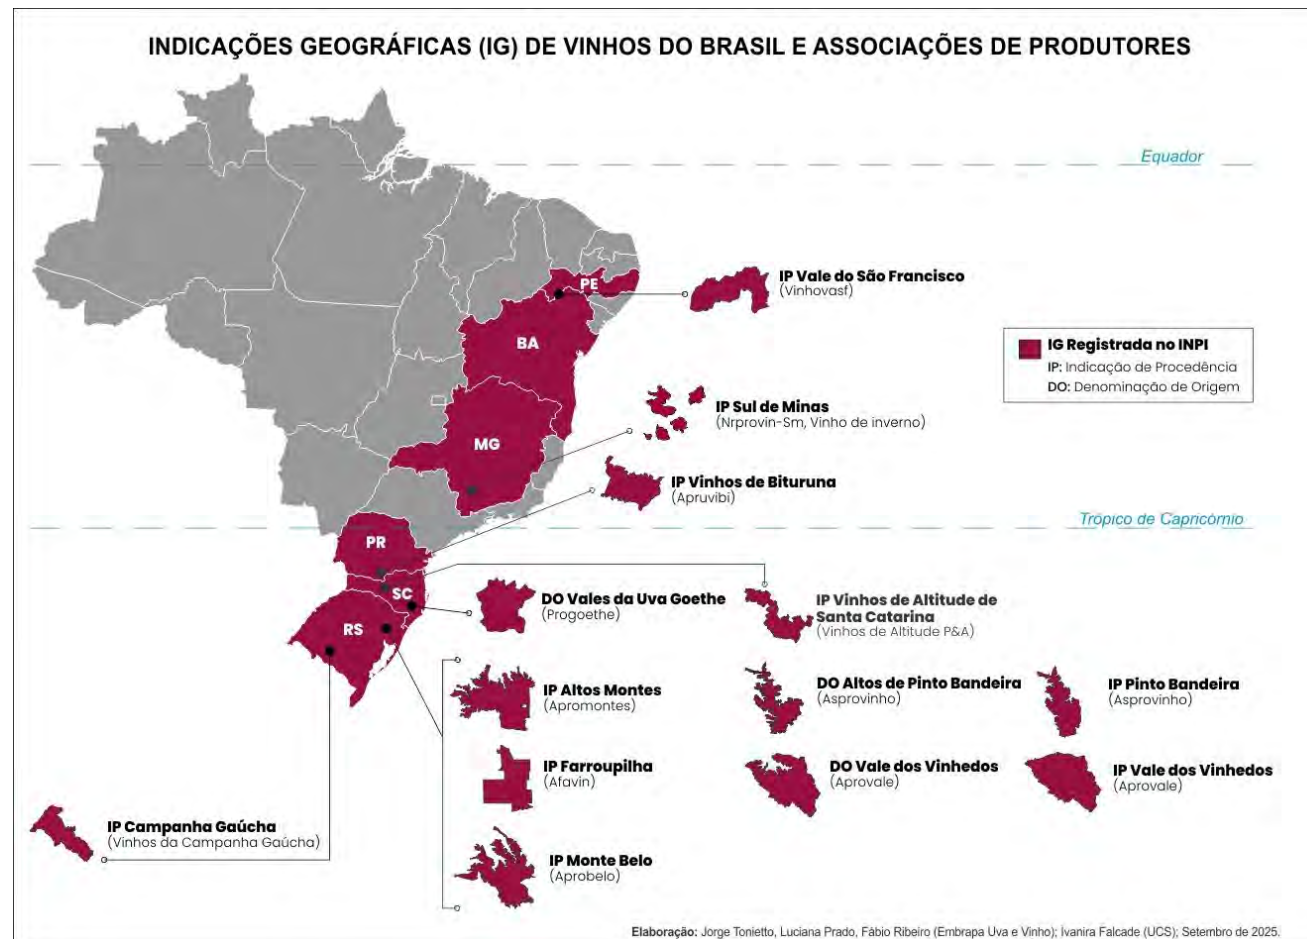 INDICAÇÕES GEOGRÁFICAS (IG) DE VINHOS DO BRASIL E ASSOCIAÇÕES DE PRODUTORES
Equador
PE
IP Vale do São Francisco
(Vinhovasf)
BA
IG Registrada no INPI
IP: Indicação de Procedência
DO: Denominação de Origem
IP Sul de Minas
(Nrprovin-Sm, Vinho de inverno)
MG
IP Vinhos de Bituruna
(Apruvibi)
Trópico de Capricórnio
PR
SC
RS
DO Vales da Uva Goethe
(Progoethe)
IP Vinhos de Altitude de
Santa Catarina
(Vinhos de Altitude P&A)
IP Altos Montes
(Apromontes)
DO Altos de Pinto Bandeira
(Asprovinho)
IP Pinto Bandeira
(Asprovinho)
IP Farroupilha
(Afavin)
DO Vale dos Vinhedos
(Aprovale)
IP Vale dos Vinhedos
(Aprovale)
IP Campanha Gaúcha
(Vinhos da Campanha Gaúcha)
IP Monte Belo
(Aprobelo)
Elaboração: Jorge Tonietto, Luciana Prado, Fábio Ribeiro (Embrapa Uva e Vinho); Ivanira Falcade (UCS); Setembro de 2025.